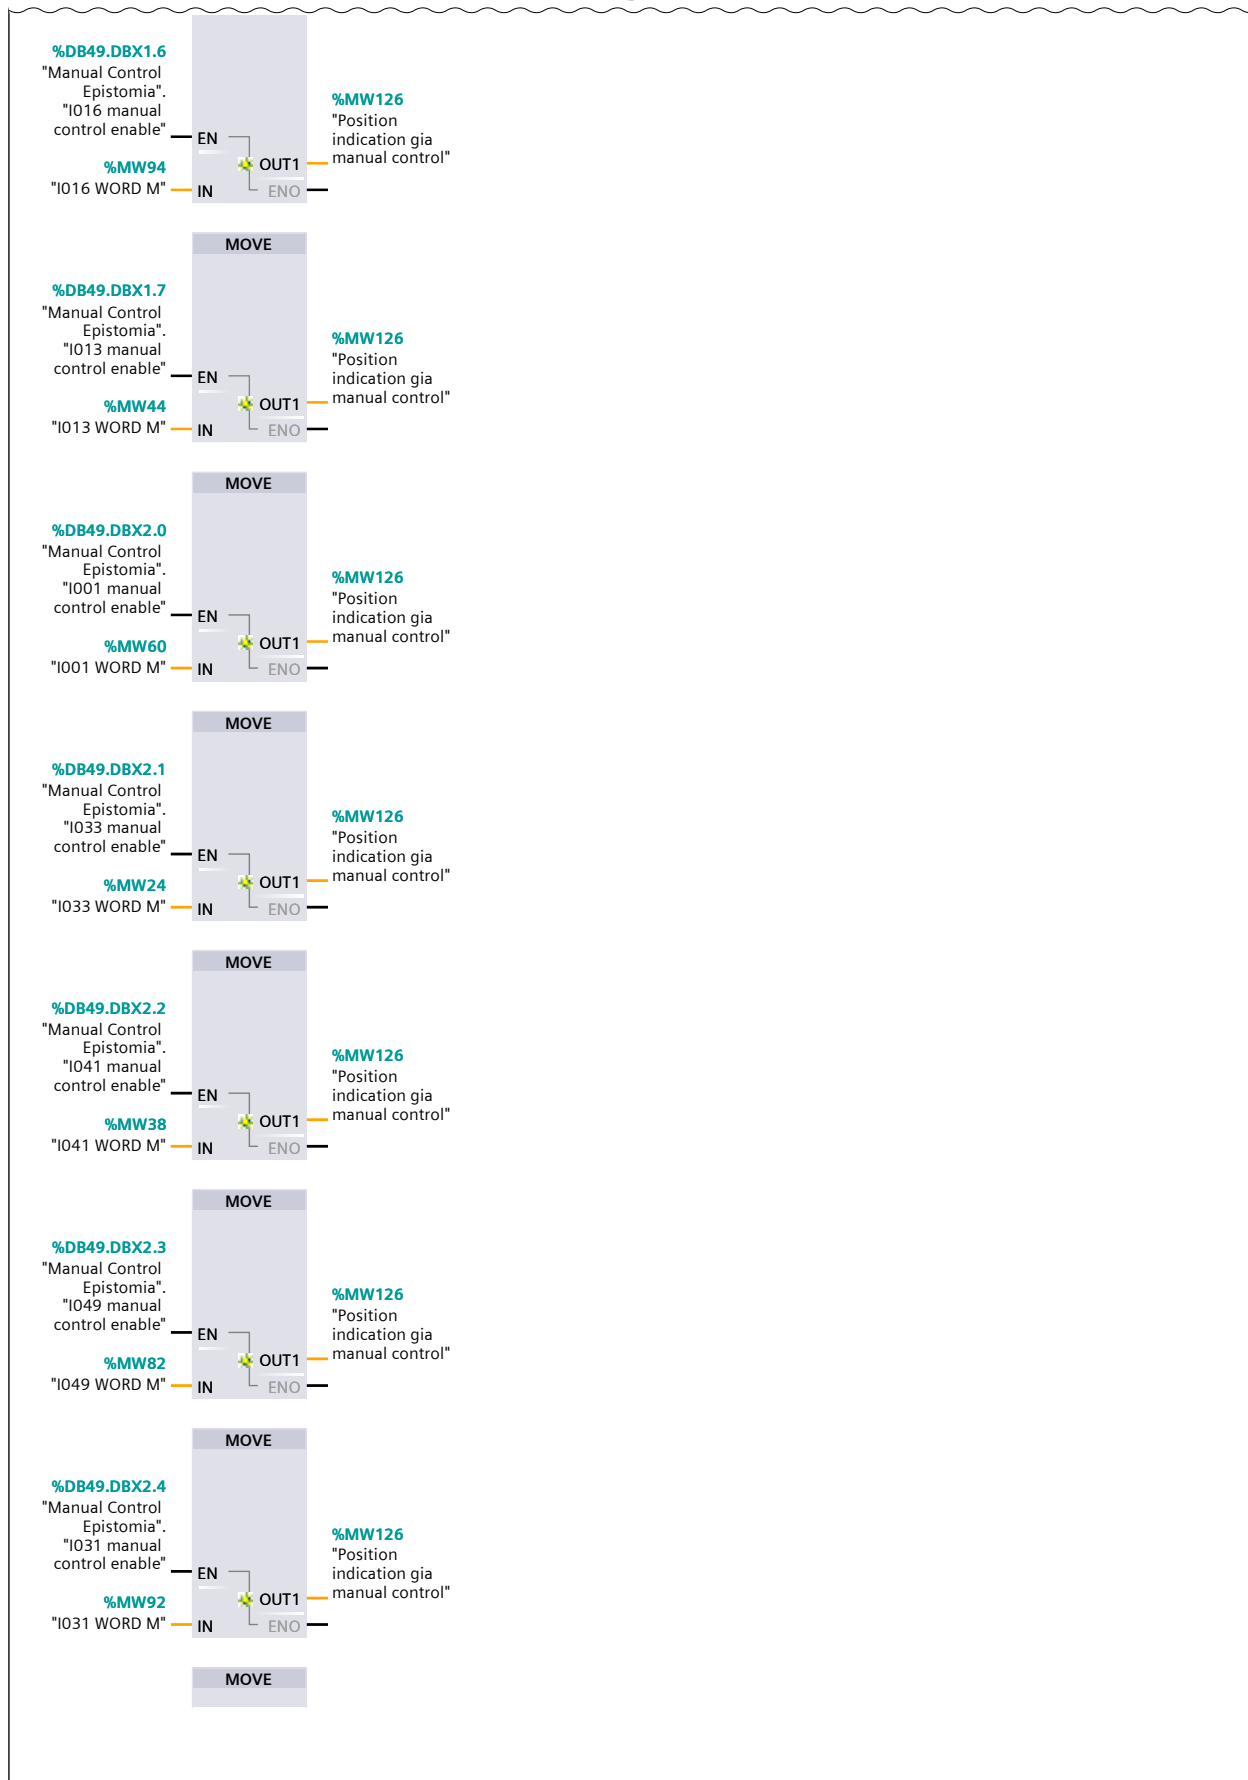 %DB49.DBX1.6
"Manual Control
Epistomia".
"I016 manual
control enable"
EN
%MW94
"I016 WORD M"
IN
OUT1
ENO
%MW126
"Position
indication gia
manual control"
MOVE
%DB49.DBX1.7
"Manual Control
Epistomia".
"I013 manual
control enable"
EN
%MW44
"I013 WORD M"
IN
OUT1
ENO
%MW126
"Position
indication gia
manual control"
MOVE
%DB49.DBX2.0
"Manual Control
Epistomia".
"I001 manual
control enable"
EN
%MW60
"I001 WORD M"
IN
OUT1
ENO
%MW126
"Position
indication gia
manual control"
MOVE
%DB49.DBX2.1
"Manual Control
Epistomia".
"I033 manual
control enable"
EN
%MW24
"I033 WORD M"
IN
OUT1
ENO
%MW126
"Position
indication gia
manual control"
MOVE
%DB49.DBX2.2
"Manual Control
Epistomia".
"I041 manual
control enable"
EN
%MW38
"I041 WORD M"
IN
OUT1
ENO
%MW126
"Position
indication gia
manual control"
MOVE
%DB49.DBX2.3
"Manual Control
Epistomia".
"I049 manual
control enable"
EN
%MW82
"I049 WORD M"
IN
OUT1
ENO
%MW126
"Position
indication gia
manual control"
MOVE
%DB49.DBX2.4
"Manual Control
Epistomia".
"I031 manual
control enable"
EN
%MW92
"I031 WORD M"
IN
OUT1
ENO
%MW126
"Position
indication gia
manual control"
MOVE